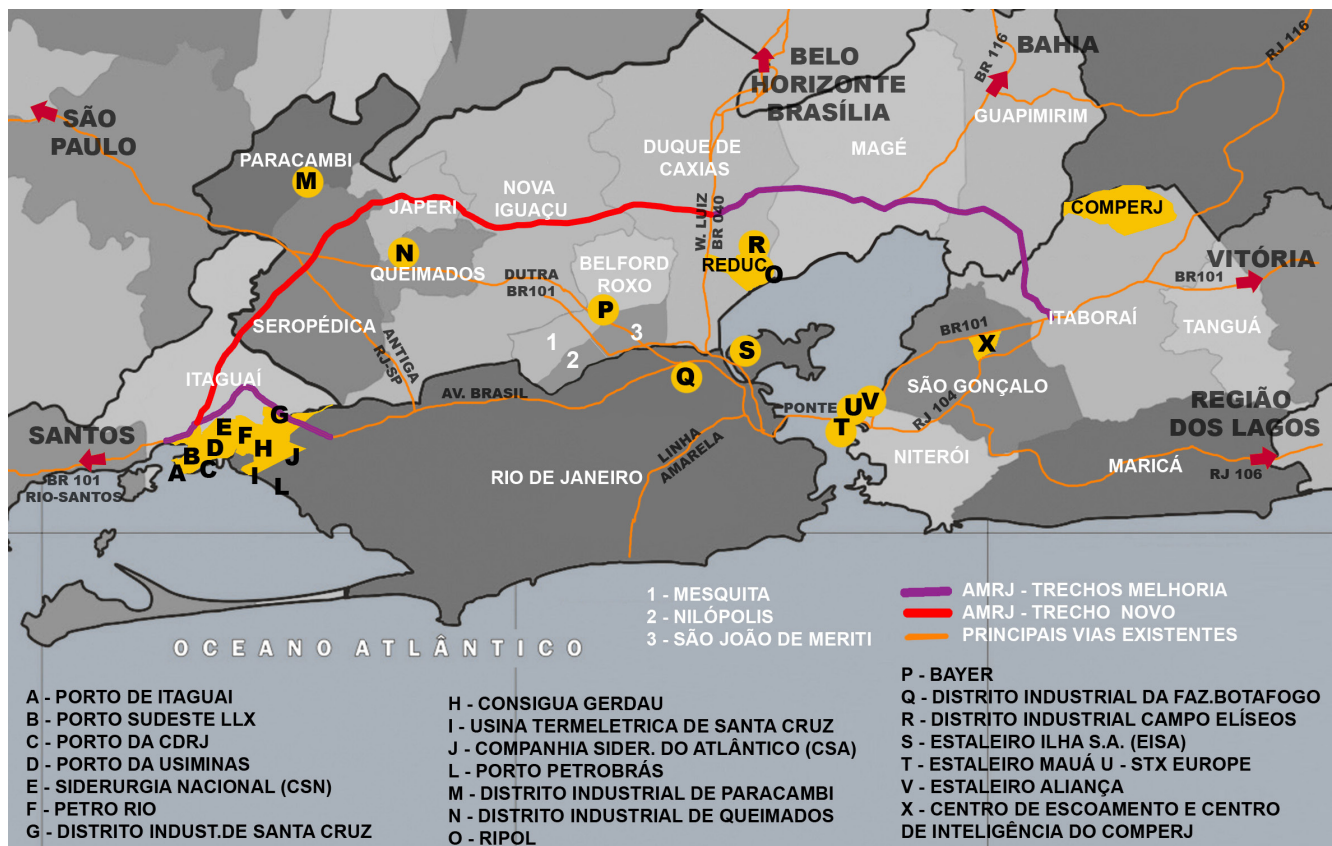 BELO
HORIZONTE
BRASÍLIA
BAHIA
BR 116
RJ 116
GUAPIMIRIM
SÃO
PAULO
PARACAMBI
M
DUQUE DE
CAXIAS
MAGÉ
NOVA
IGUAÇU
JAPERI
COMPERJ
W. LUIZ
BR 040
N
QUEIMADOS
R
REDUC
O
BELFORD
ROXO
DUTRA
BR101
P
VITÓRIA
BR101
ITABORAÍ
TANGUÁ
SEROPÉDICA
ANTIGA
RJ-SP
1
2
3
S
BR101
X
ITAGUAÍ
Q
AV. BRASIL
SÃO GONÇALO
RJ 104
PONTE
U
V
T
REGIÃO
DOS LAGOS
SANTOS
G
E
F
D
H
B
A
C
I
J
L
BR 101
RIO-SANTOS
LINHA
AMARELA
RIO DE JANEIRO
NITERÓI
MARICÁ
RJ 106
1 - MESQUITA
2 - NILÓPOLIS
3 - SÃO JOÃO DE MERITI
AMRJ - TRECHOS MELHORIA
AMRJ - TRECHO NOVO
PRINCIPAIS VIAS EXISTENTES
OCEANO ATLÂNTICO
A - PORTO DE ITAGUAI
B - PORTO SUDESTE LLX
C - PORTO DA CDRJ
D - PORTO DA USIMINAS
E - SIDERURGIA NACIONAL (CSN)
F - PETRO RIO
G - DISTRITO INDUST.DE SANTA CRUZ
H - CONSIGUA GERDAU
I - USINA TERMELETRICA DE SANTA CRUZ
J - COMPANHIA SIDER. DO ATLÂNTICO (CSA)
L - PORTO PETROBRÁS
M - DISTRITO INDUSTRIAL DE PARACAMBI
N - DISTRITO INDUSTRIAL DE QUEIMADOS
O - RIPOL
P - BAYER
Q - DISTRITO INDUSTRIAL DA FAZ.BOTAFOGO
R - DISTRITO INDUSTRIAL CAMPO ELÍSEOS
S - ESTALEIRO ILHA S.A. (EISA)
T - ESTALEIRO MAUÁ U - STX EUROPE
V - ESTALEIRO ALIANÇA
X - CENTRO DE ESCOAMENTO E CENTRO
DE INTELIGÊNCIA DO COMPERJ